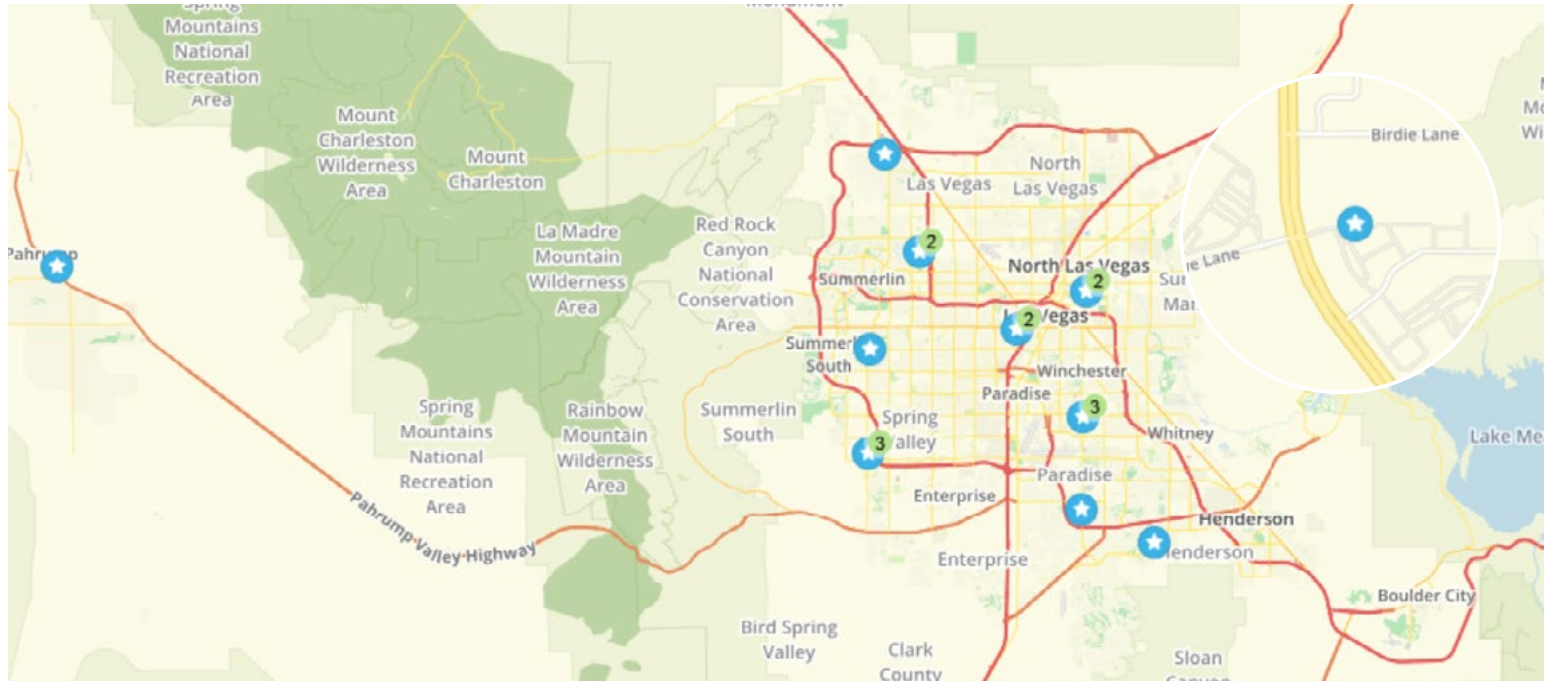 Mountains
National
Recreation
Area
Mount
Charleston
Wilderness
Area
Mount
Charleston
La Madre
Mountain
Wilderness
Area
Red Rock
Canyon
National
Conservation
Area
Pahrump
Las Vegas
North
Las Vegas
Birdie Lane
Lane
2
Summerlin
North Las Vegas
2
2
Vegas
Summerlin
South
Winchester
Paradise
Spring
Mountains
National
Recreation
Area
Rainbow
Mountain
Wilderness
Area
Summerlin
South
Spring
Valley
3
3
Whitney
Paradise
Enterprise
Henderson
Henderson
Enterprise
Pahrump Valley Highway
Boulder City
Bird Spring
Valley
Clark
County
Sloan